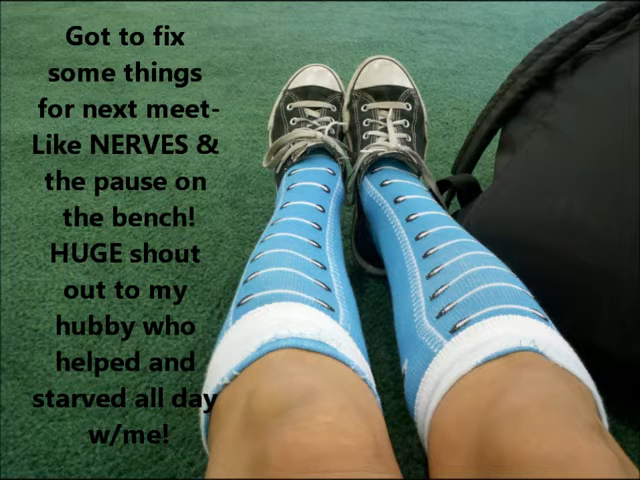 Got to fix
some things
for next meet-
Like NERVES &
the pause on
the bench!
HUGE shout
out to my
hubby who
helped and
starved all day
w/me!